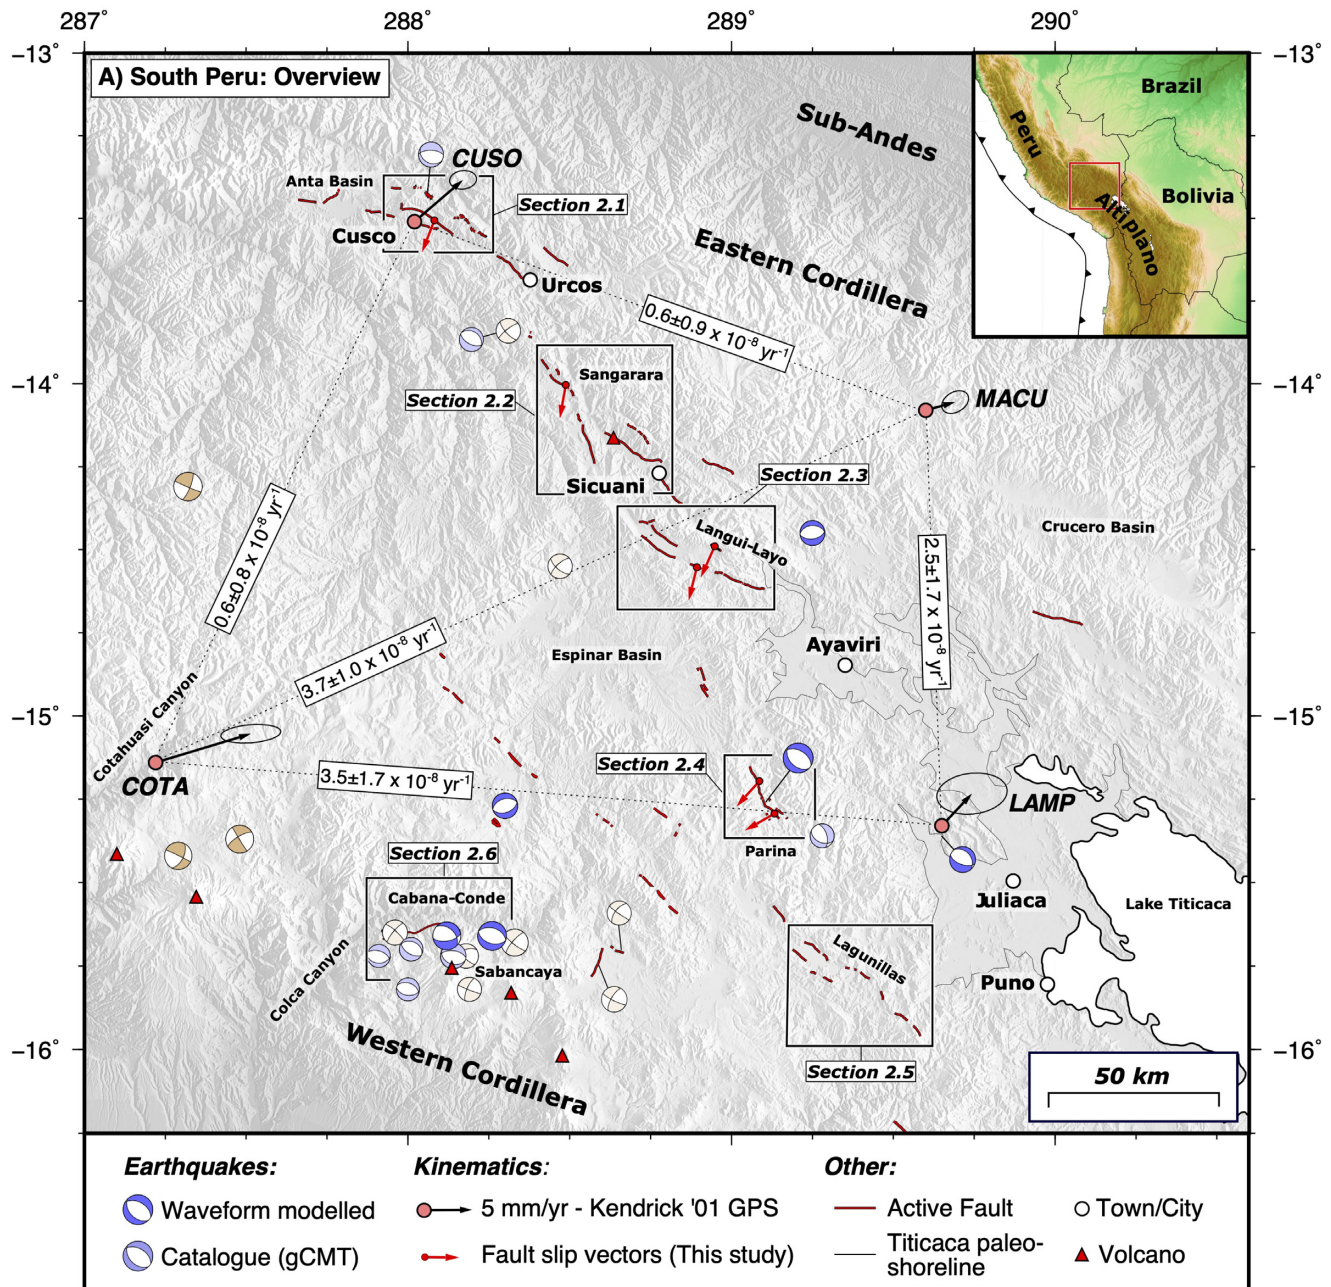 287°
288°
289°
290°
−13°
−13°
A) South Peru: Overview
Sub-Andes
Brazil
Peru
Bolivia
Altiplano
CUSO
Anta Basin
Section 2.1
Cusco
Eastern Cordillera
Urcos
0.6±0.9 x 10⁻⁸ yr⁻¹
−14°
−14°
Sangarara
Section 2.2
MACU
Section 2.3
Sicuani
Langui-Layo
Crucero Basin
0.6±0.8 x 10⁻⁸ yr⁻¹
2.5±1.7 x 10⁻⁸ yr⁻¹
Ayaviri
Espinar Basin
3.7±1.0 x 10⁻⁸ yr⁻¹
−15°
−15°
Cotahuasi Canyon
COTA
3.5±1.7 x 10⁻⁸ yr⁻¹
Section 2.4
LAMP
Parina
Section 2.6
Cabana-Conde
Juliaca
Lake Titicaca
Lagunillas
Sabancaya
Colca Canyon
Puno
Western Cordillera
−16°
−16°
Section 2.5
50 km
Earthquakes:
Kinematics:
Other:
Waveform modelled
5 mm/yr - Kendrick '01 GPS
Active Fault
Town/City
Catalogue (gCMT)
Fault slip vectors (This study)
Titicaca paleo-
shoreline
Volcano